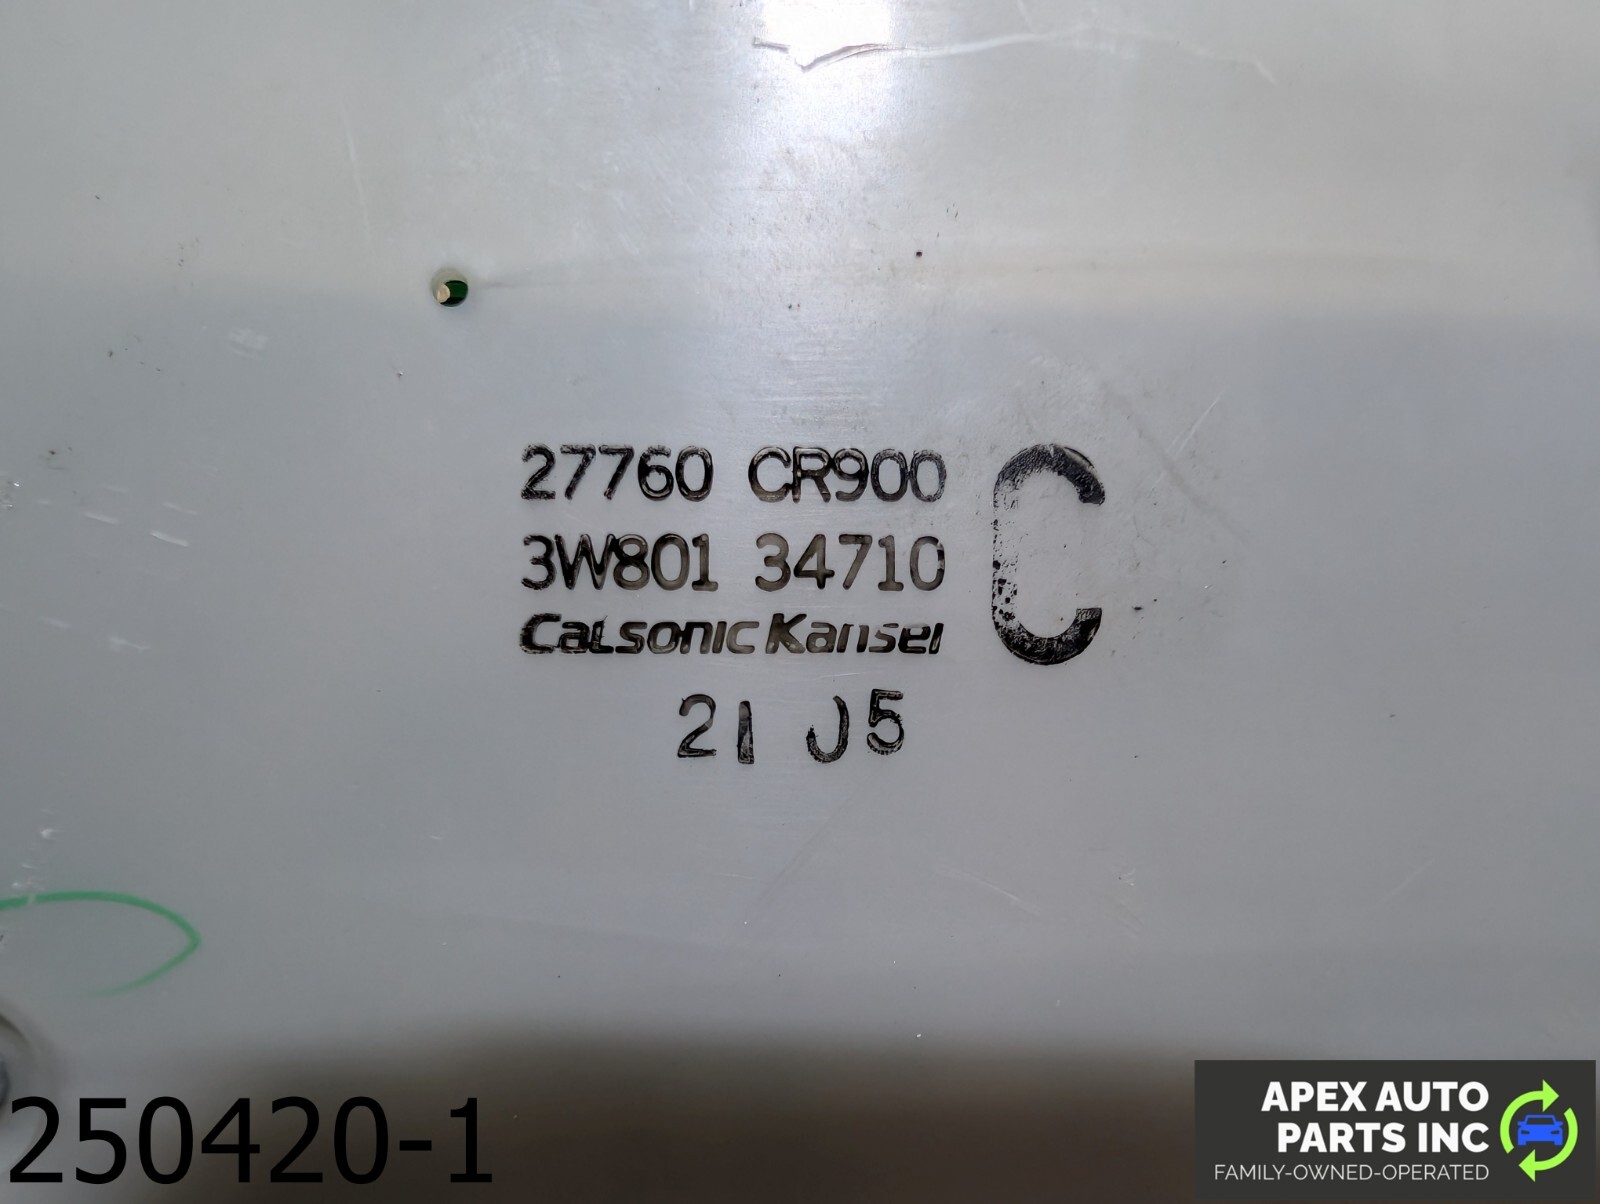 27760 CR900
3W801 34710
CalsonicKansei
C
21 J5
250420-1
APEX AUTO
PARTS INC
FAMILY-OWNED-OPERATED